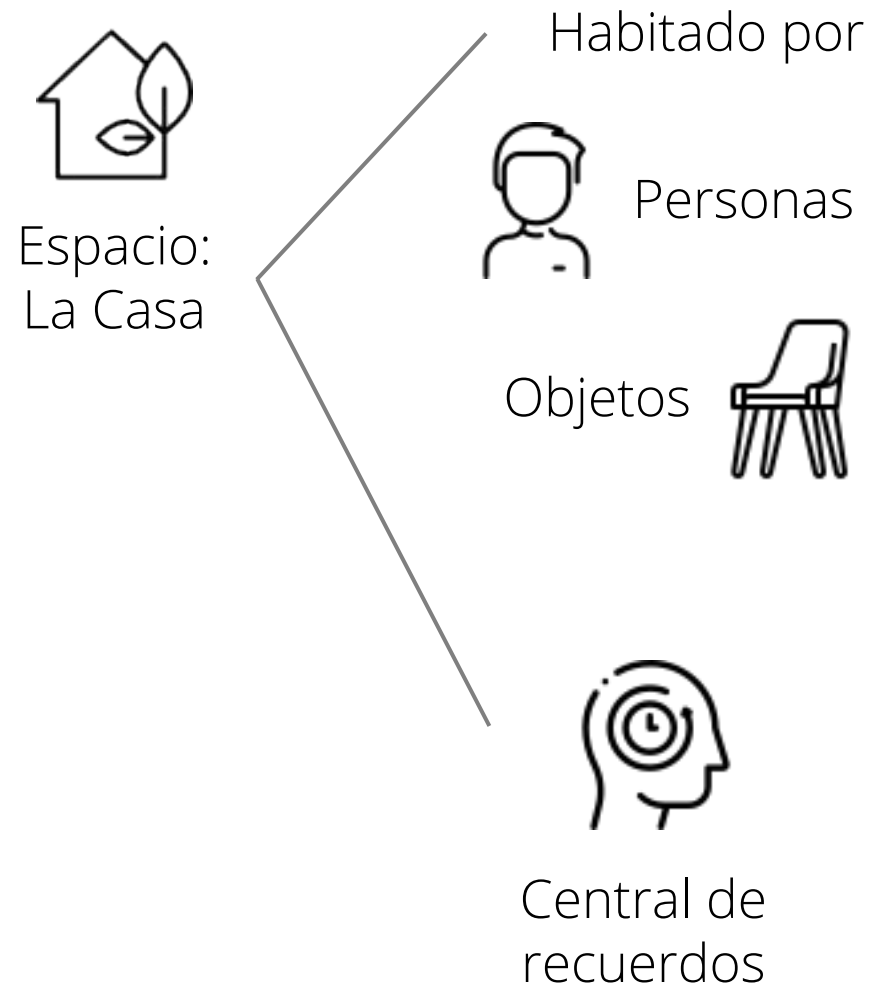 Habitado por
Personas
Espacio:
La Casa
Objetos
Central de
recuerdos